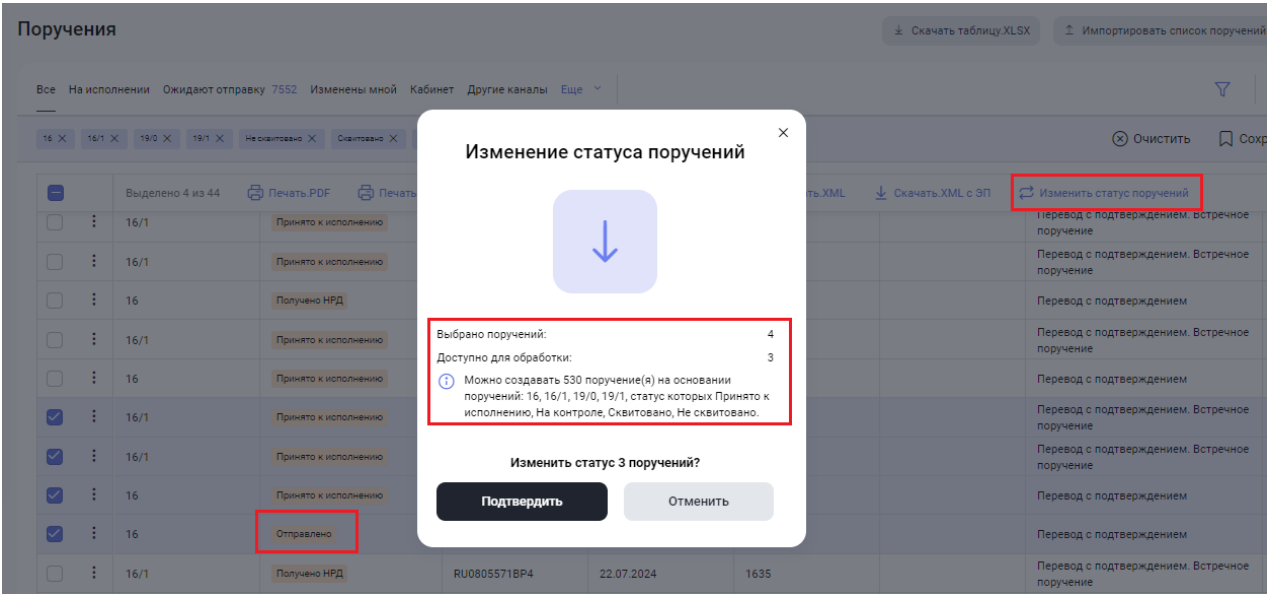 Поручения
Скачать таблицу.XLSX
Импортировать список поручений
Все На исполнении Ожидают отправку 7552 Изменены мной Кабинет Другие каналы Еще
16 16/1 19/0 19/1 Не сквитовано Сквитовано
Очистить
Выделено 4 из 44 Печать.PDF Печать
ть.XML Скачать.XML с ЭП Изменить статус поручений
16/1 Принято к исполнению Перевод с подтверждением. Встречное
поручение
16/1 Принято к исполнению Перевод с подтверждением. Встречное
поручение
16 Получено НРД Перевод с подтверждением
16/1 Принято к исполнению Перевод с подтверждением. Встречное
поручение
16 Принято к исполнению Перевод с подтверждением
16/1 Принято к исполнению Перевод с подтверждением. Встречное
поручение
16/1 Принято к исполнению Перевод с подтверждением. Встречное
поручение
16 Принято к исполнению Перевод с подтверждением
16 Отправлено Перевод с подтверждением
16/1 Получено НРД RU0805571BP4 22.07.2024 1635 Перевод с подтверждением. Встречное
поручение
Изменение статуса поручений
Выбрано поручений: 4
Доступно для обработки: 3
Можно создавать 530 поручение(я) на основании
поручений: 16, 16/1, 19/0, 19/1, статус которых Принято к
исполнению, На контроле, Сквитовано, Не сквитовано.
Изменить статус 3 поручений?
Подтвердить Отменить